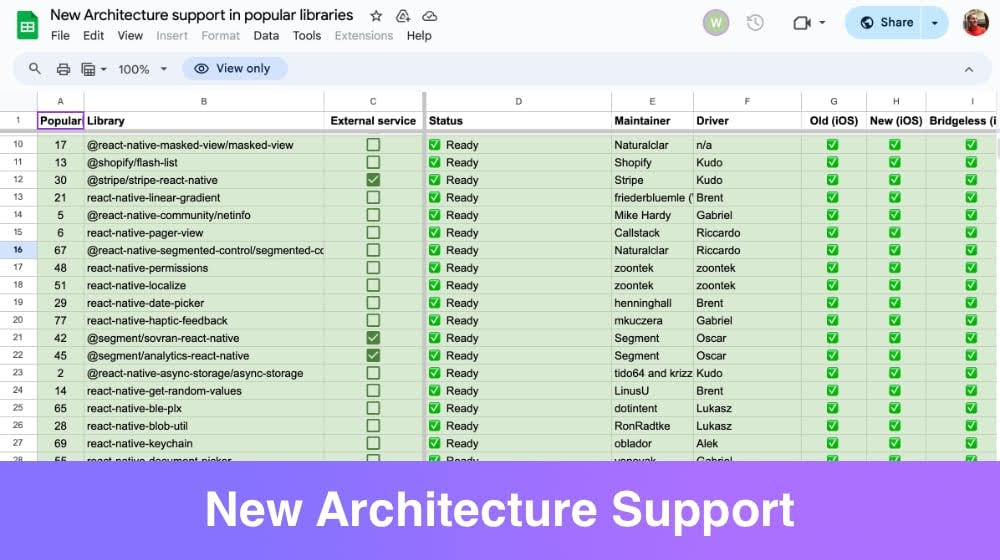 New Architecture support in popular libraries
File Edit View Insert Format Data Tools Extensions Help
W
Share
100%
View only
A B C D E F G H I
1 Popular Library External service Status Maintainer Driver Old (iOS) New (iOS) Bridgeless (i
10 17 @react-native-masked-view/masked-view Ready Naturalclar n/a
11 13 @shopify/flash-list Ready Shopify Kudo
12 30 @stripe/stripe-react-native Ready Stripe Kudo
13 21 react-native-linear-gradient Ready friederbluemle (' Brent
14 5 @react-native-community/netinfo Ready Mike Hardy Gabriel
15 6 react-native-pager-view Ready Callstack Riccardo
16 67 @react-native-segmented-control/segmented-cc Ready Naturalclar Riccardo
17 48 react-native-permissions Ready zoontek zoontek
18 51 react-native-localize Ready zoontek zoontek
19 29 react-native-date-picker Ready henninghall Brent
20 77 react-native-haptic-feedback Ready mkuczera Gabriel
21 42 @segment/sovran-react-native Ready Segment Oscar
22 45 @segment/analytics-react-native Ready Segment Oscar
23 2 @react-native-async-storage/async-storage Ready tido64 and krizz Kudo
24 14 react-native-get-random-values Ready LinusU Brent
25 65 react-native-ble-plx Ready dotintent Lukasz
26 28 react-native-blob-util Ready RonRadtke Lukasz
27 69 react-native-keychain Ready oblador Alek
28 55 react-native-document-picker Ready vonovak Gabriel
New Architecture Support